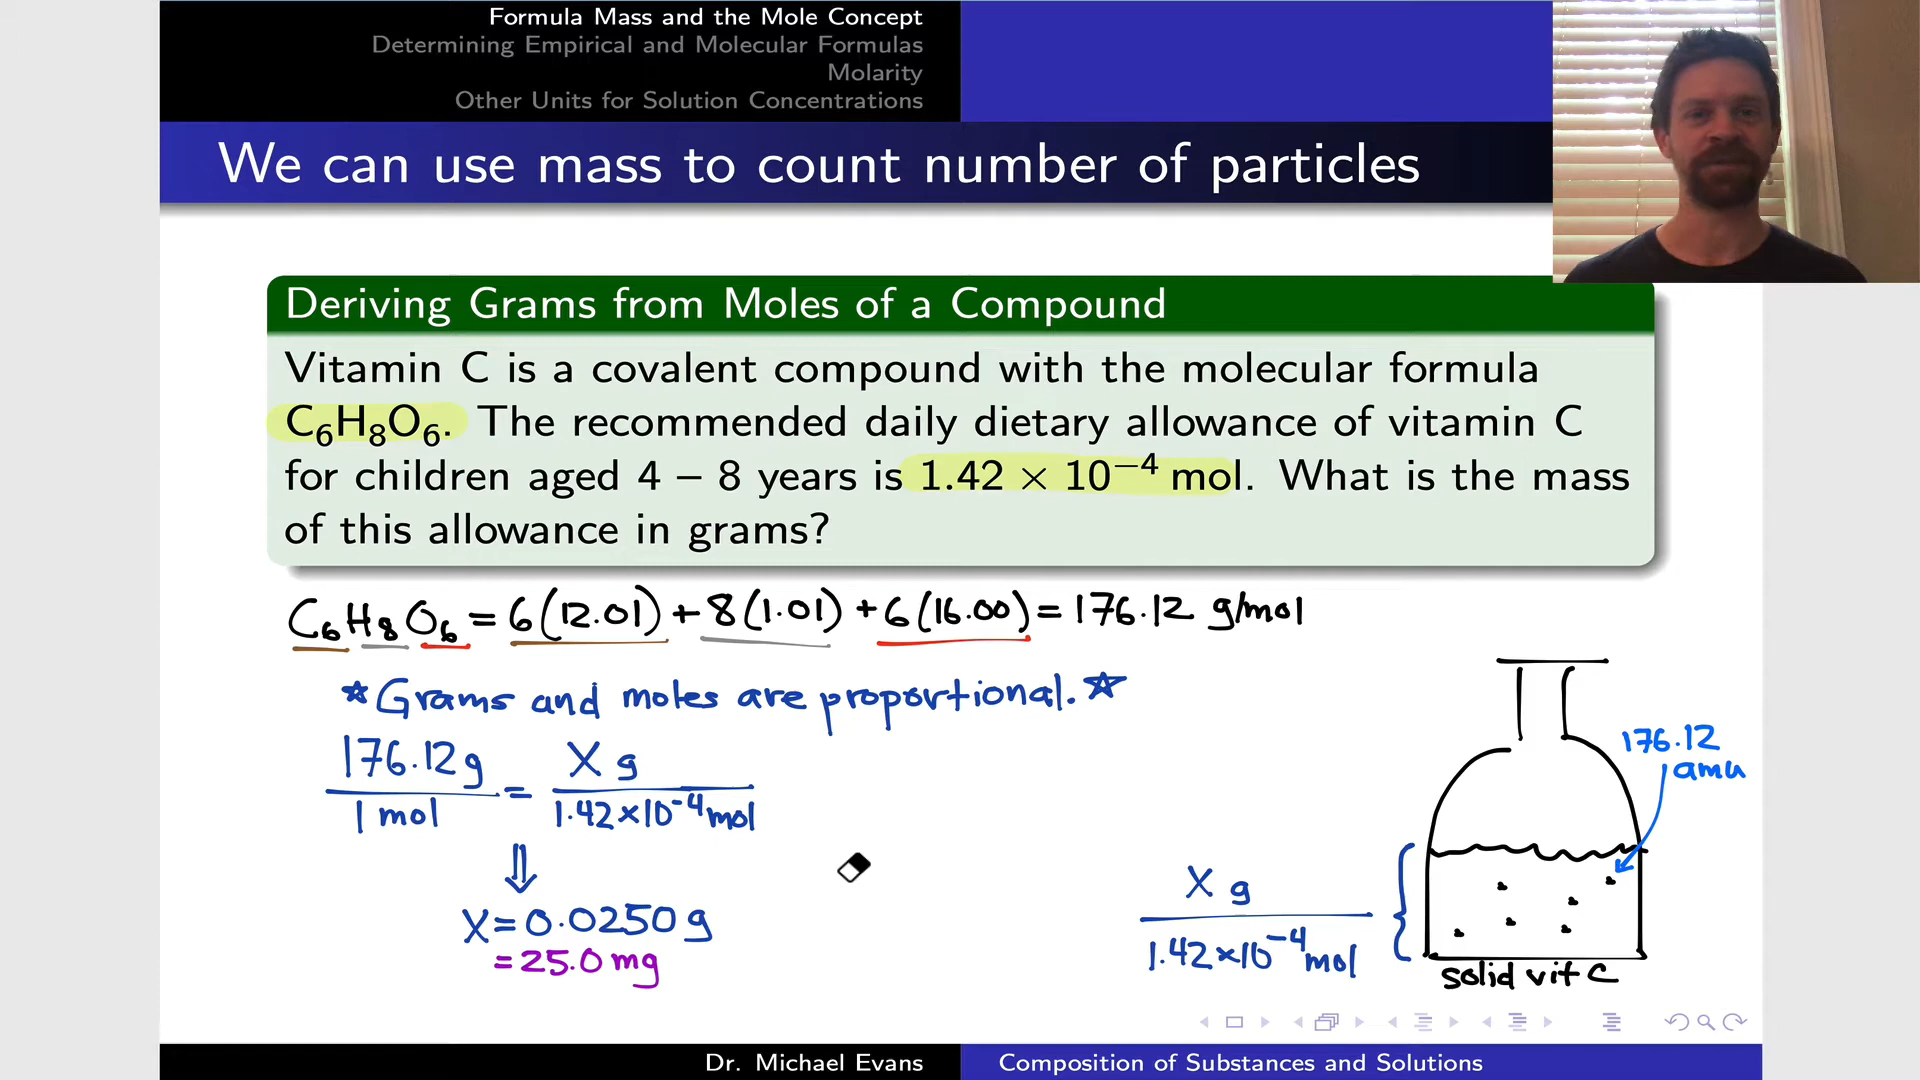 Formula Mass and the Mole Concept
Determining Empirical and Molecular Formulas
Molarity
Other Units for Solution Concentrations
We can use mass to count number of particles
Deriving Grams from Moles of a Compound
Vitamin C is a covalent compound with the molecular formula
C₆H₈O₆. The recommended daily dietary allowance of vitamin C
for children aged 4 – 8 years is 1.42 × 10⁻⁴ mol. What is the mass
of this allowance in grams?
C₆H₈O₆ = 6(12.01) + 8(1.01) + 6(16.00) = 176.12 g/mol
*Grams and moles are proportional.*
176.12 g / 1 mol = X g / 1.42×10⁻⁴ mol
⇓
X = 0.0250 g
= 25.0 mg
176.12
amu
X g
1.42×10⁻⁴ mol
solid vit C
Dr. Michael Evans
Composition of Substances and Solutions